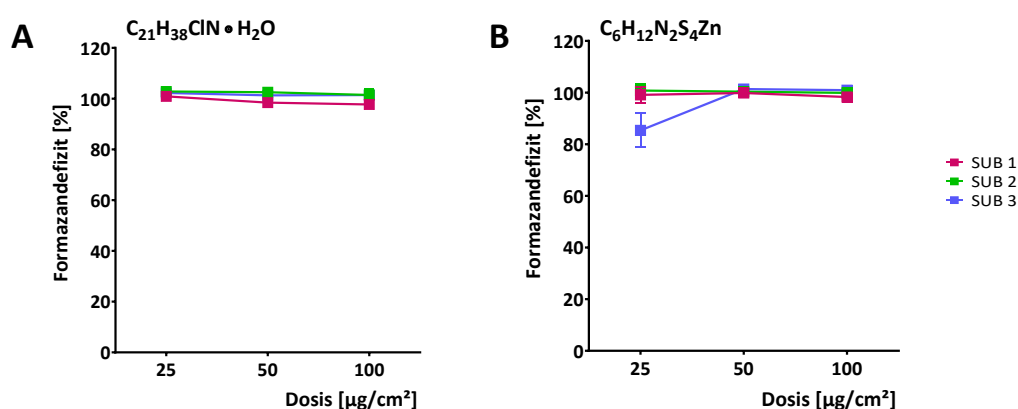 A
C₂₁H₃₈ClN • H₂O
Formazandefizit [%]
120
100
80
60
40
20
0
25 50 100
Dosis [µg/cm²]
B
C₆H₁₂N₂S₄Zn
Formazandefizit [%]
120
100
80
60
40
20
0
25 50 100
Dosis [µg/cm²]
SUB 1
SUB 2
SUB 3